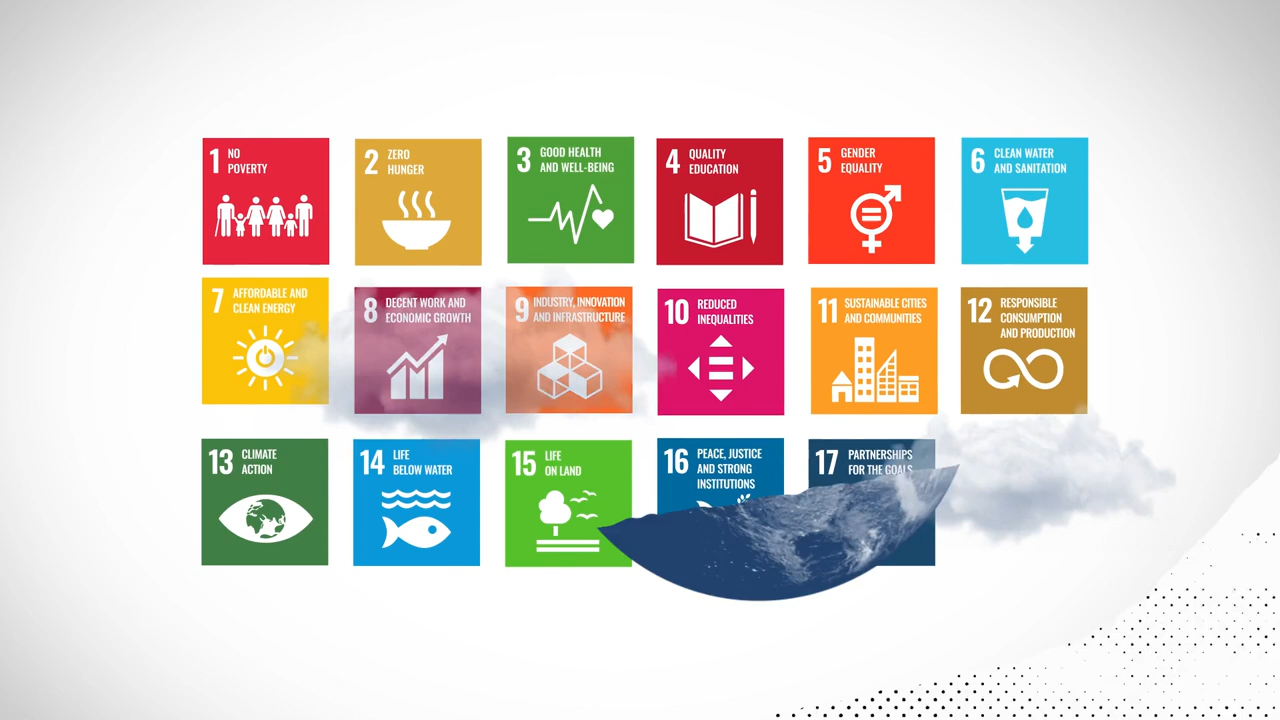 1 NO
POVERTY
2 ZERO
HUNGER
3 GOOD HEALTH
AND WELL-BEING
4 QUALITY
EDUCATION
5 GENDER
EQUALITY
6 CLEAN WATER
AND SANITATION
7 AFFORDABLE AND
CLEAN ENERGY
8 DECENT WORK AND
ECONOMIC GROWTH
9 INDUSTRY, INNOVATION
AND INFRASTRUCTURE
10 REDUCED
INEQUALITIES
11 SUSTAINABLE CITIES
AND COMMUNITIES
12 RESPONSIBLE
CONSUMPTION
AND PRODUCTION
13 CLIMATE
ACTION
14 LIFE
BELOW WATER
15 LIFE
ON LAND
16 PEACE, JUSTICE
AND STRONG
INSTITUTIONS
17 PARTNERSHIPS
FOR THE GOALS